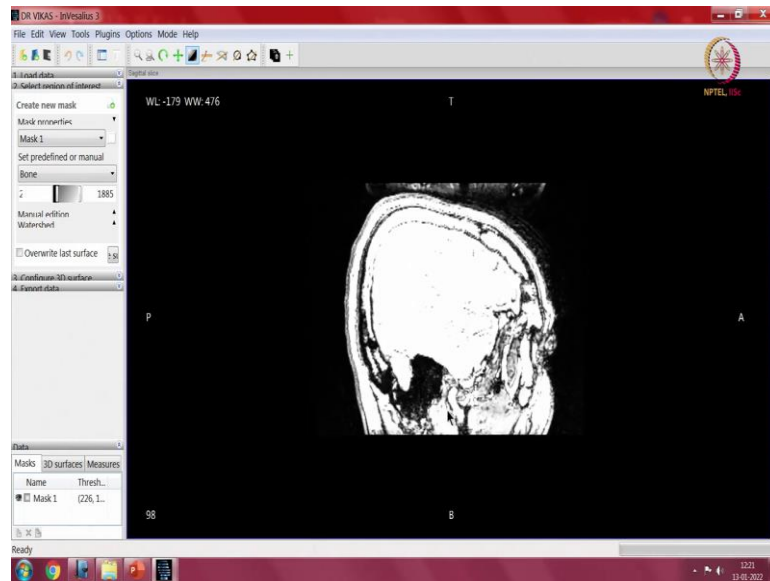 DR VIKAS - InVesalius 3
File Edit View Tools Plugins Options Mode Help
NPTEL, IISc
1. Load data
2. Select region of interest
Sagital slice
Create new mask
Mask properties
Mask 1
Set predefined or manual
Bone
2 1885
Manual edition
Watershed
Overwrite last surface
3. Configure 3D surface
4. Export data
WL: -179 WW: 476
T
P
A
98
B
Data
Masks 3D surfaces Measures
Name Thresh..
Mask 1 (226, 1...
Ready
12:21
13-01-2022